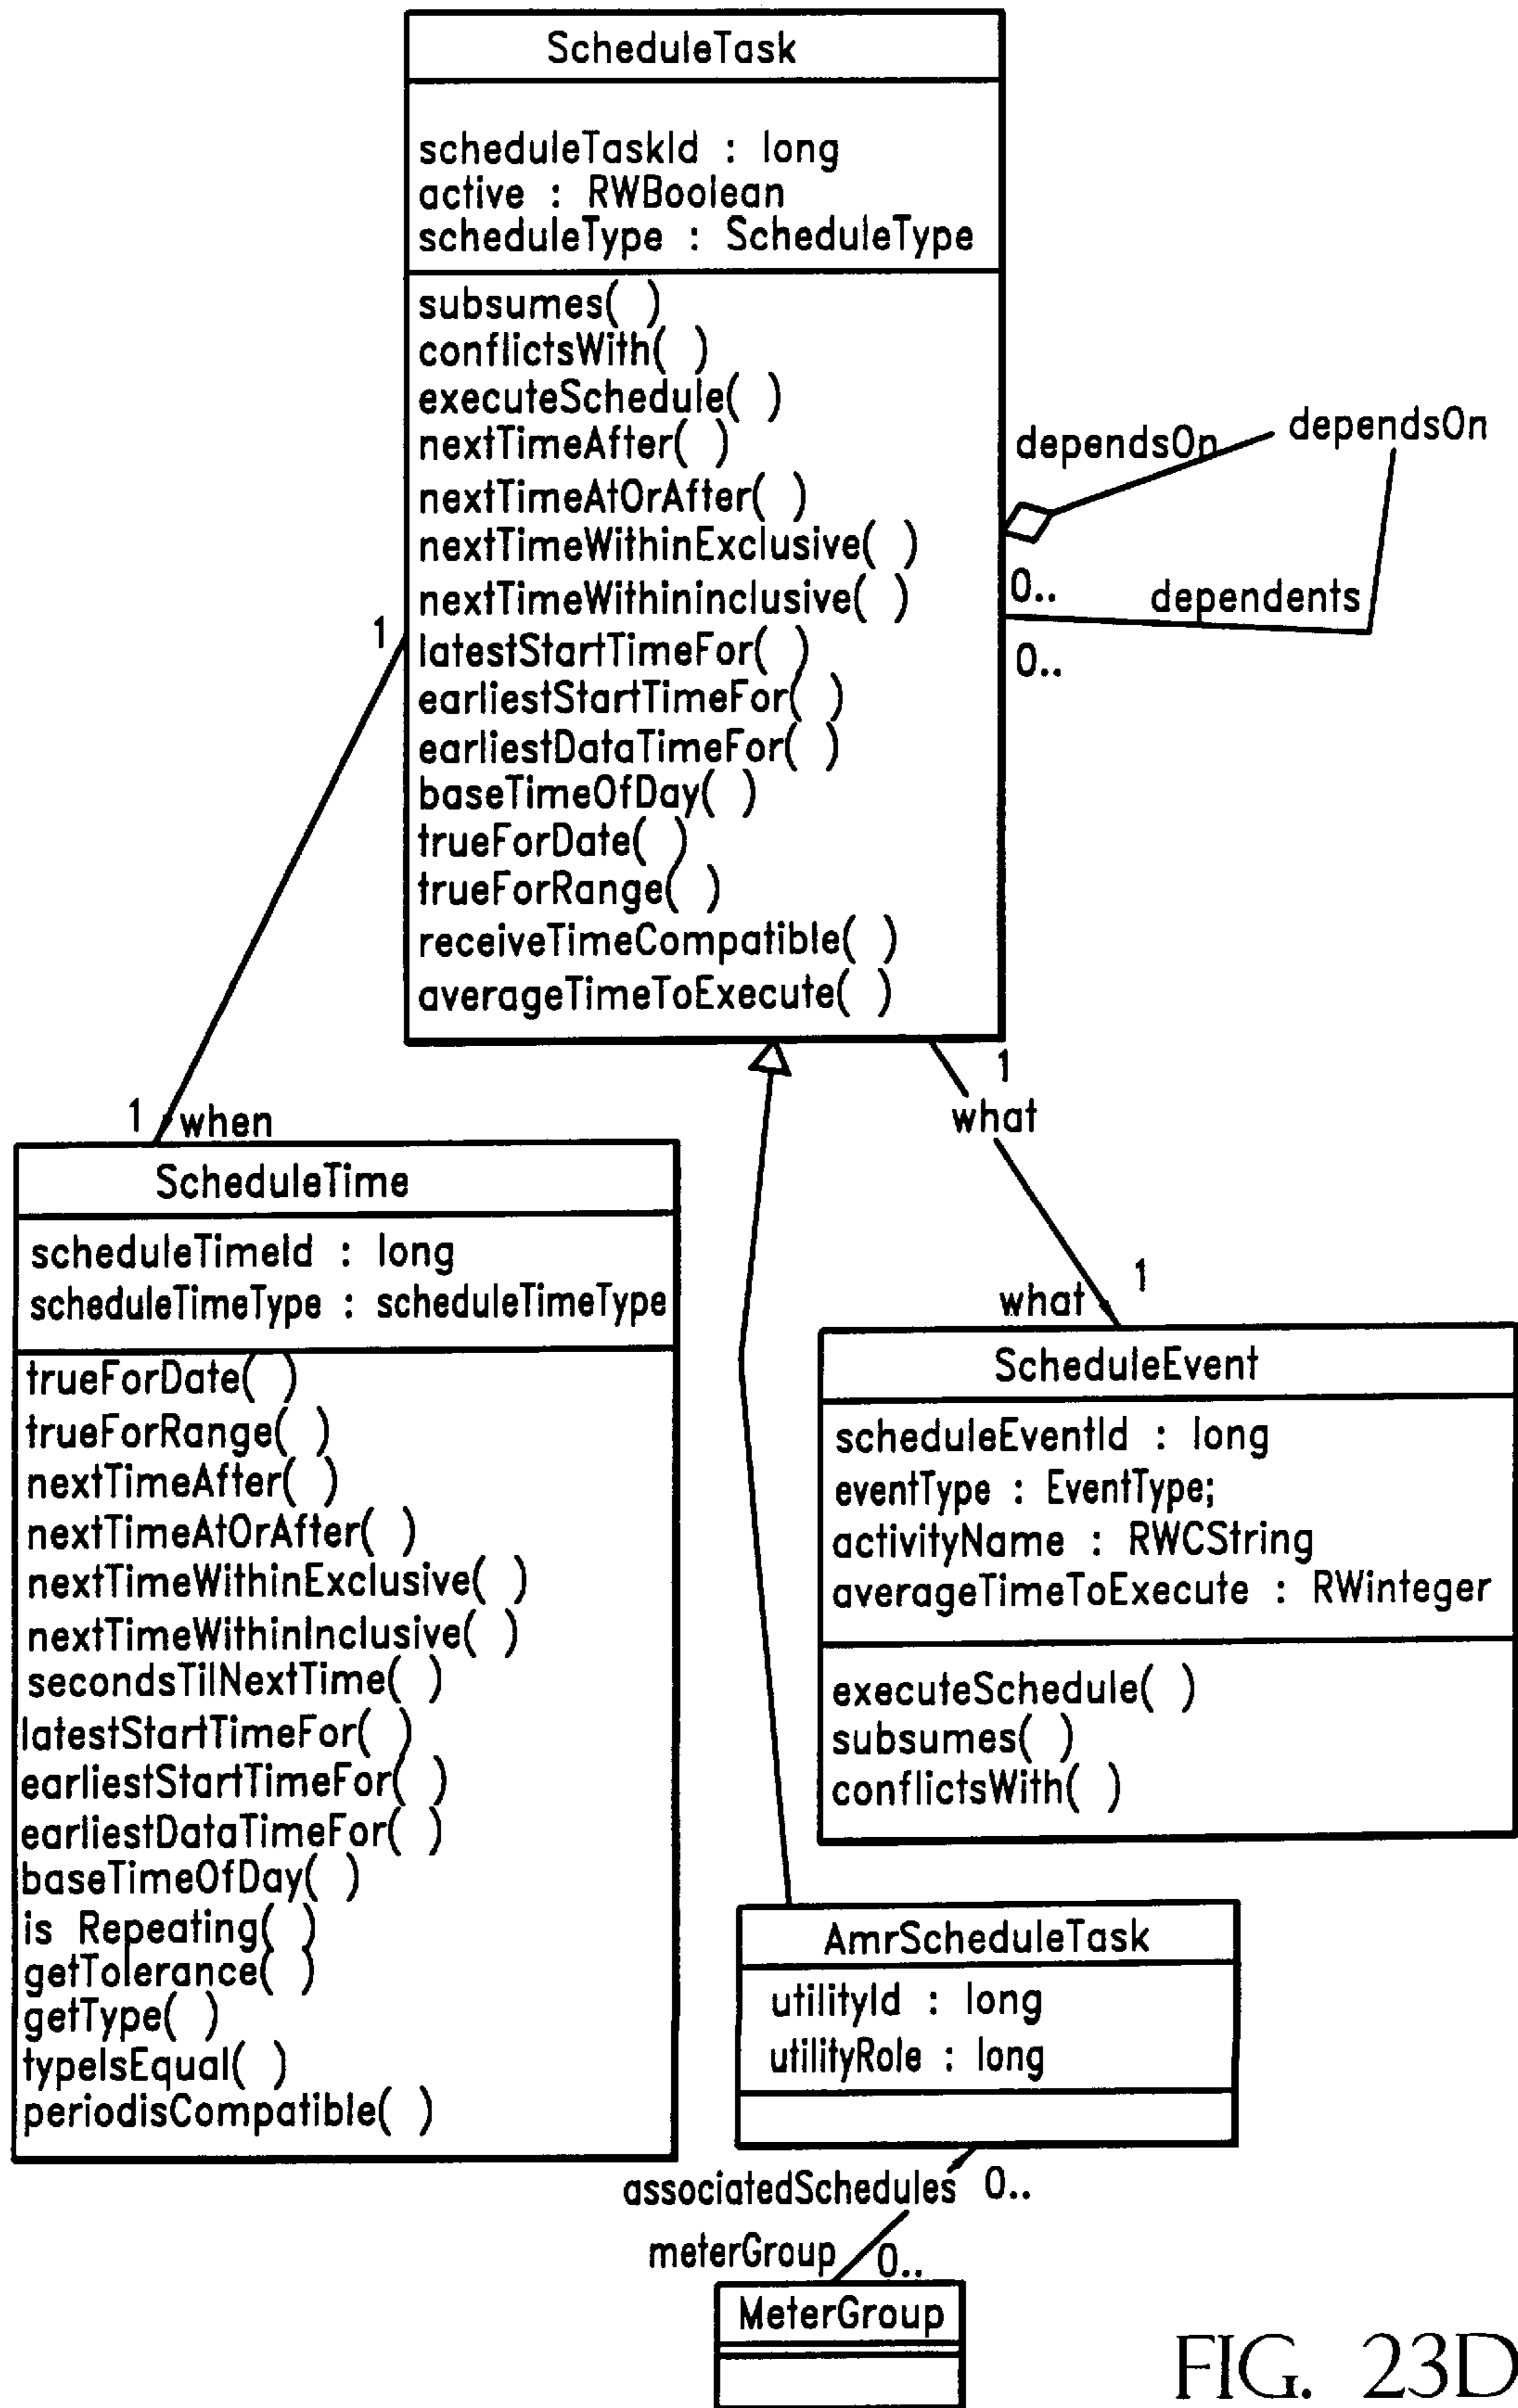 ScheduleTask
scheduleTaskId : long
active : RWBoolean
scheduleType : ScheduleType
subsumes( )
conflictsWith( )
executeSchedule( )
nextTimeAfter( )
nextTimeAtOrAfter( )
nextTimeWithinExclusive( )
nextTimeWithininclusive( )
latestStartTimeFor( )
earliestStartTimeFor( )
earliestDataTimeFor( )
baseTimeOfDay( )
trueForDate( )
trueForRange( )
receiveTimeCompatible( )
averageTimeToExecute( )
dependsOn
dependsOn
0..
dependents
0..
1
1 when
1
what
ScheduleTime
scheduleTimeId : long
scheduleTimeType : scheduleTimeType
trueForDate( )
trueForRange( )
nextTimeAfter( )
nextTimeAtOrAfter( )
nextTimeWithinExclusive( )
nextTimeWithinInclusive( )
secondsTilNextTime( )
latestStartTimeFor( )
earliestStartTimeFor( )
earliestDataTimeFor( )
baseTimeOfDay( )
is Repeating( )
getTolerance( )
getType( )
typeIsEqual( )
periodisCompatible( )
1
what
ScheduleEvent
scheduleEventId : long
eventType : EventType;
activityName : RWCString
averageTimeToExecute : RWinteger
executeSchedule( )
subsumes( )
conflictsWith( )
AmrScheduleTask
utilityId : long
utilityRole : long
associatedSchedules 0..
meterGroup 0..
MeterGroup
FIG. 23D